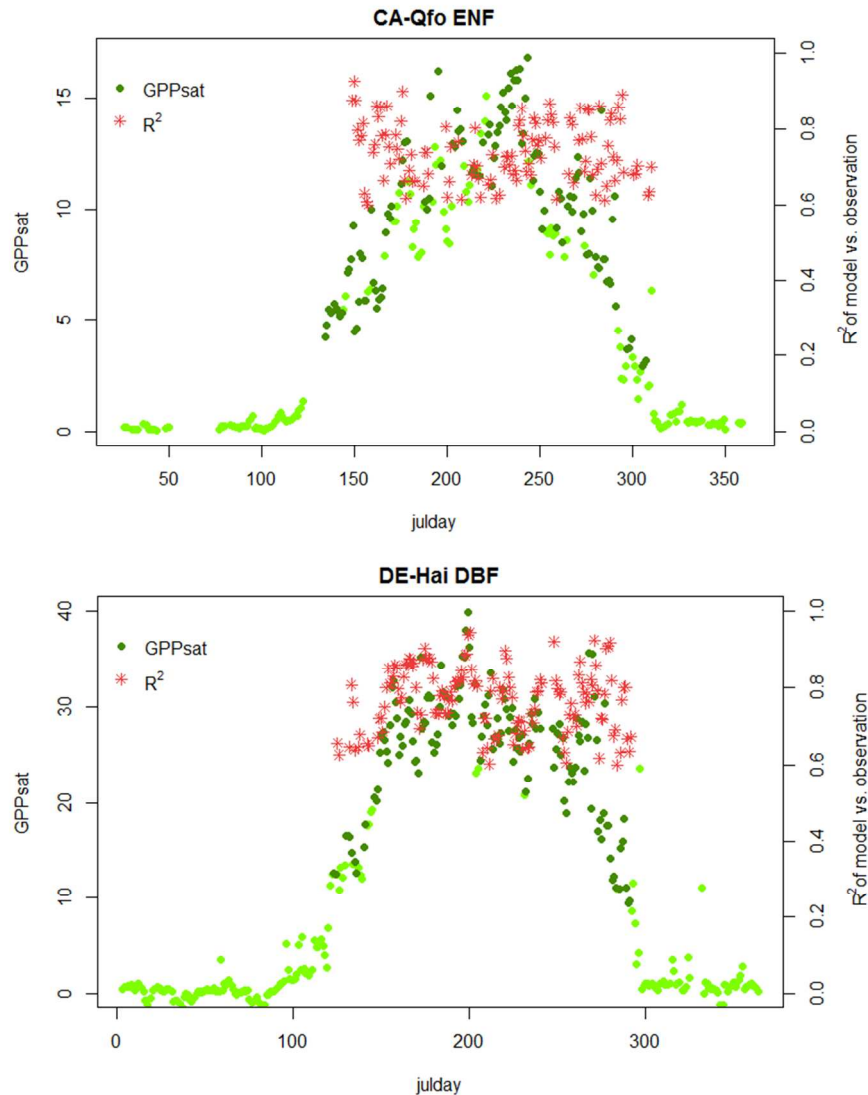 CA-Qfo ENF
GPPsat
R²
GPPsat
0
5
10
15
0.0
0.2
0.4
0.6
0.8
1.0
R² of model vs. observation
50
100
150
200
250
300
350
julday
DE-Hai DBF
GPPsat
R²
GPPsat
0
10
20
30
40
0.0
0.2
0.4
0.6
0.8
1.0
R² of model vs. observation
0
100
200
300
julday